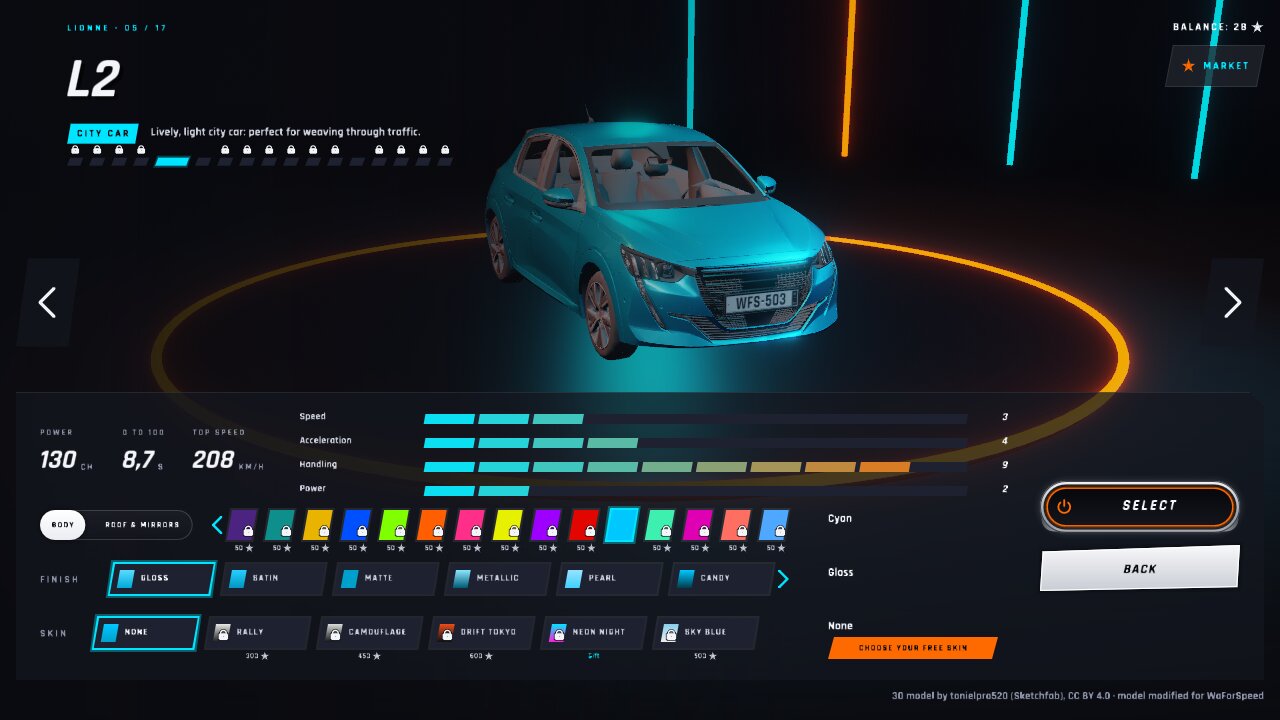 LIONNE · 05 / 17
BALANCE: 28 ★
MARKET
L2
CITY CAR
Lively, light city car: perfect for weaving through traffic.
WFS-503
POWER
130 CH
0 TO 100
8,7 S
TOP SPEED
208 KM/H
Speed 3
Acceleration 4
Handling 9
Power 2
BODY
ROOF & MIRRORS
50 ★ 50 ★ 50 ★ 50 ★ 50 ★ 50 ★ 50 ★ 50 ★ 50 ★ 50 ★ 50 ★ 50 ★ 50 ★ 50 ★
Cyan
SELECT
FINISH
GLOSS
SATIN
MATTE
METALLIC
PEARL
CANDY
Gloss
BACK
SKIN
NONE
RALLY
CAMOUFLAGE
DRIFT TOKYO
NEON NIGHT
SKY BLUE
300 ★ 450 ★ 600 ★ Gift 500 ★
None
CHOOSE YOUR FREE SKIN
3D model by tonielpro520 (Sketchfab), CC BY 4.0 · model modified for WaForSpeed